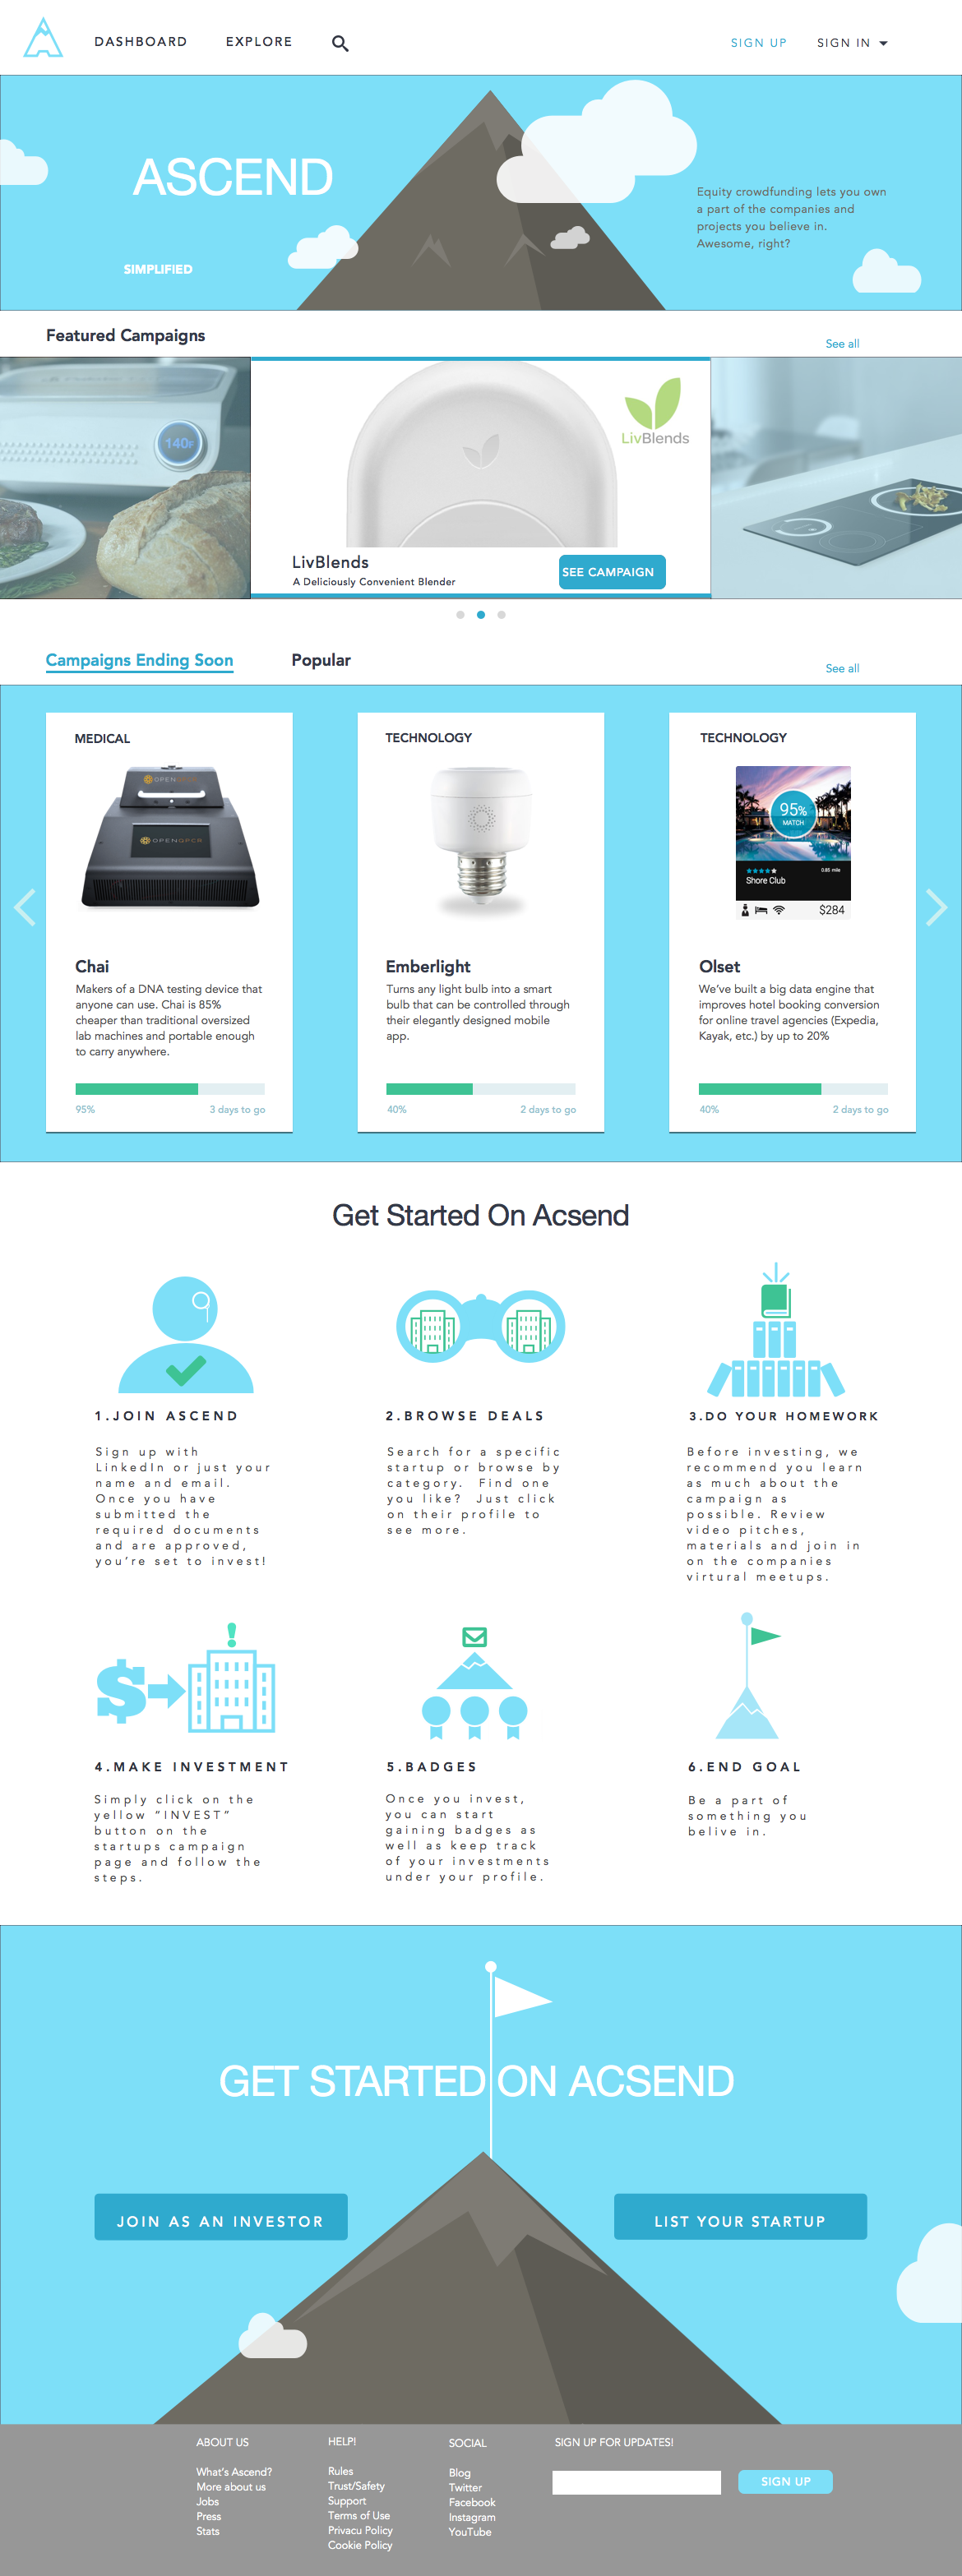 DASHBOARD
EXPLORE
SIGN UP
SIGN IN
ASCEND
Equity crowdfunding lets you own
a part of the companies and
projects you believe in.
Awesome, right?
SIMPLIFIED
Featured Campaigns
See all
140F
LivBlends
LivBlends
A Deliciously Convenient Blender
SEE CAMPAIGN
Campaigns Ending Soon
Popular
See all
MEDICAL
OPENQPCR
Chai
Makers of a DNA testing device that
anyone can use. Chai is 85%
cheaper than traditional oversized
lab machines and portable enough
to carry anywhere.
95%
3 days to go
TECHNOLOGY
Emberlight
Turns any light bulb into a smart
bulb that can be controlled through
their elegantly designed mobile
app.
40%
2 days to go
TECHNOLOGY
95%
MATCH
0.85 mile
Shore Club
$284
Olset
We've built a big data engine that
improves hotel booking conversion
for online travel agencies (Expedia,
Kayak, etc.) by up to 20%
40%
2 days to go
Get Started On Acsend
1.JOIN ASCEND
Sign up with
LinkedIn or just your
name and email.
Once you have
submitted the
required documents
and are approved,
you're set to invest!
2.BROWSE DEALS
Search for a specific
startup or browse by
category. Find one
you like? Just click
on their profile to
see more.
3.DO YOUR HOMEWORK
Before investing, we
recommend you learn
as much about the
campaign as
possible. Review
video pitches,
materials and join in
on the companies
virtural meetups.
4.MAKE INVESTMENT
Simply click on the
yellow “INVEST”
button on the
startups campaign
page and follow the
steps.
5.BADGES
Once you invest,
you can start
gaining badges as
well as keep track
of your investments
under your profile.
6.END GOAL
Be a part of
something you
belive in.
GET STARTED ON ACSEND
JOIN AS AN INVESTOR
LIST YOUR STARTUP
ABOUT US
What's Ascend?
More about us
Jobs
Press
Stats
HELP!
Rules
Trust/Safety
Support
Terms of Use
Privacu Policy
Cookie Policy
SOCIAL
Blog
Twitter
Facebook
Instagram
YouTube
SIGN UP FOR UPDATES!
SIGN UP